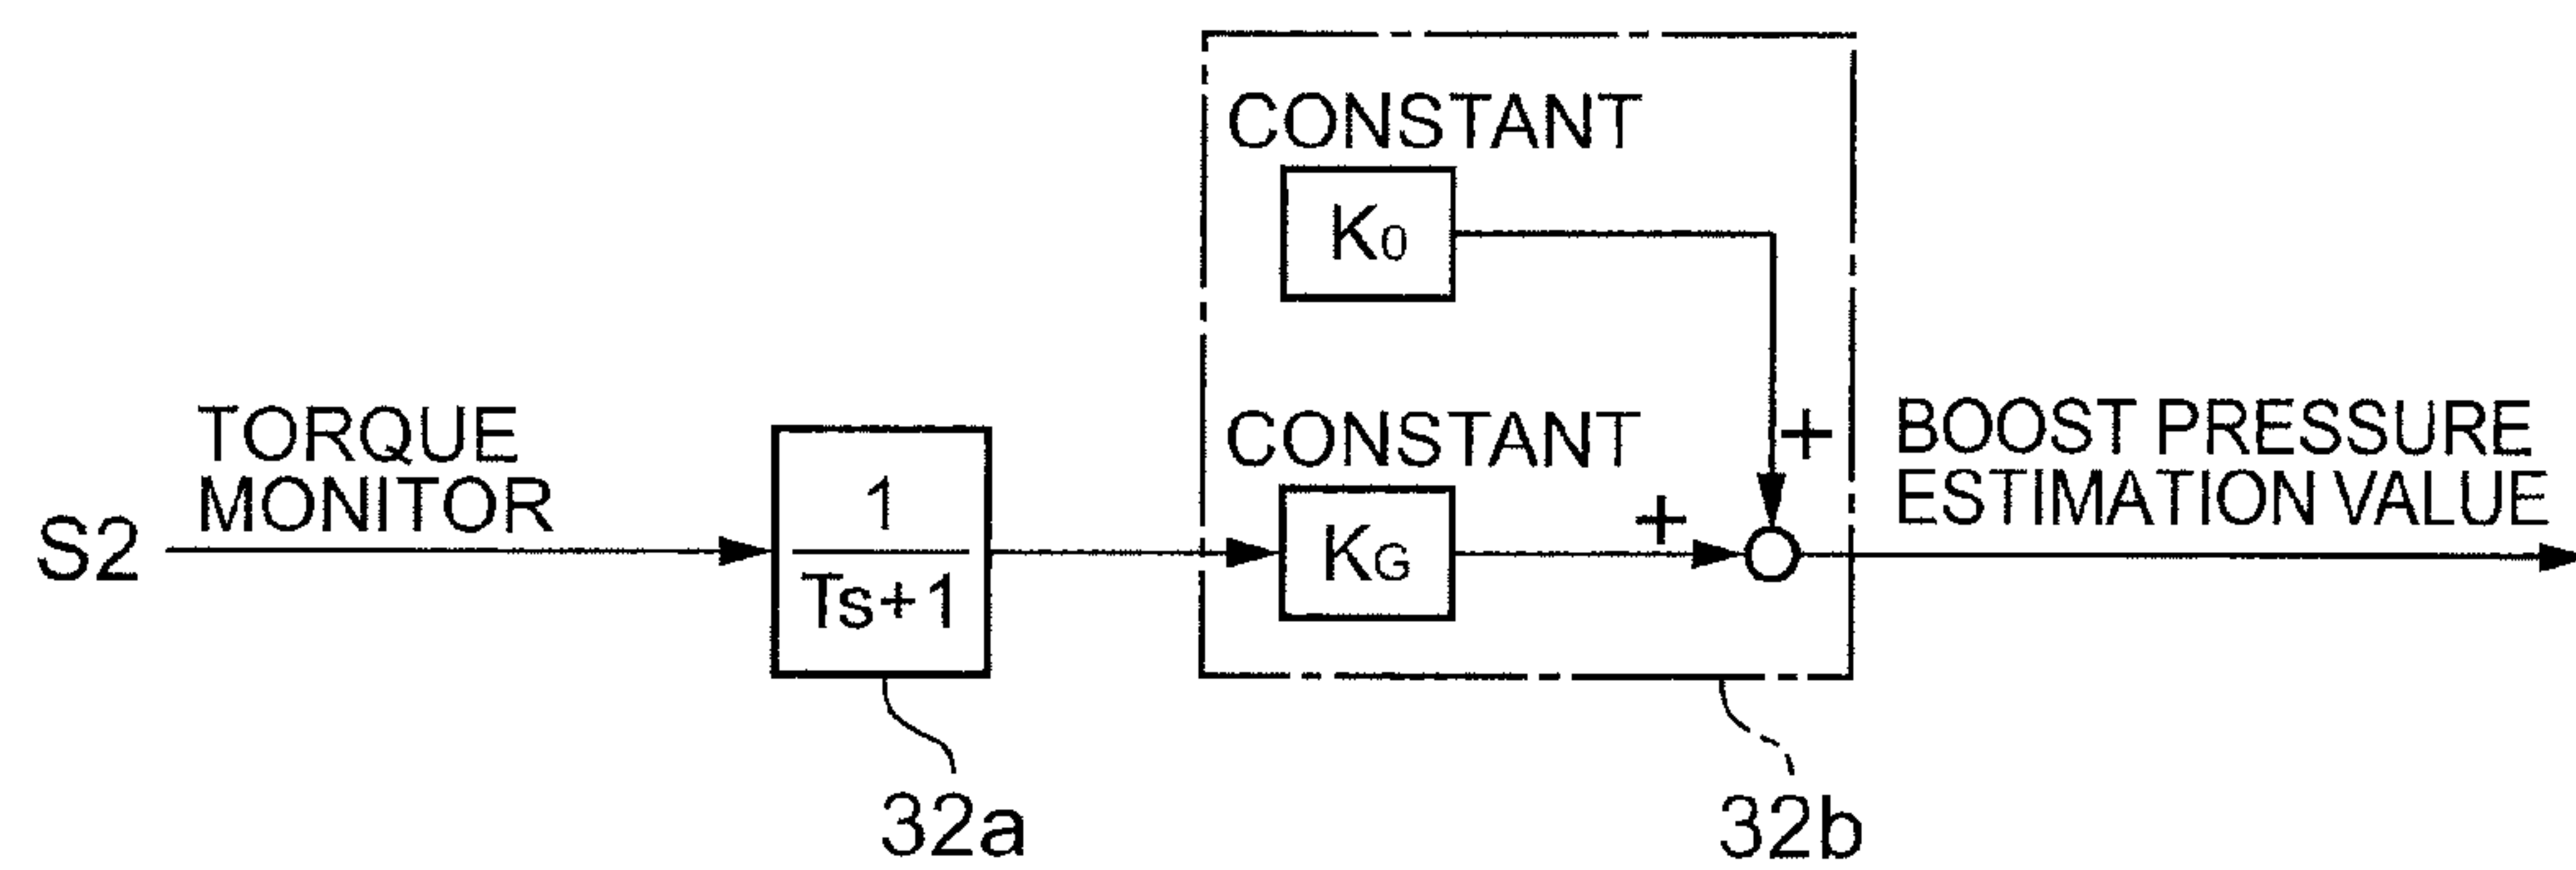 CONSTANT
K0
CONSTANT
KG
+
+
TORQUE
MONITOR
S2
1
Ts+1
BOOST PRESSURE
ESTIMATION VALUE
32a
32b